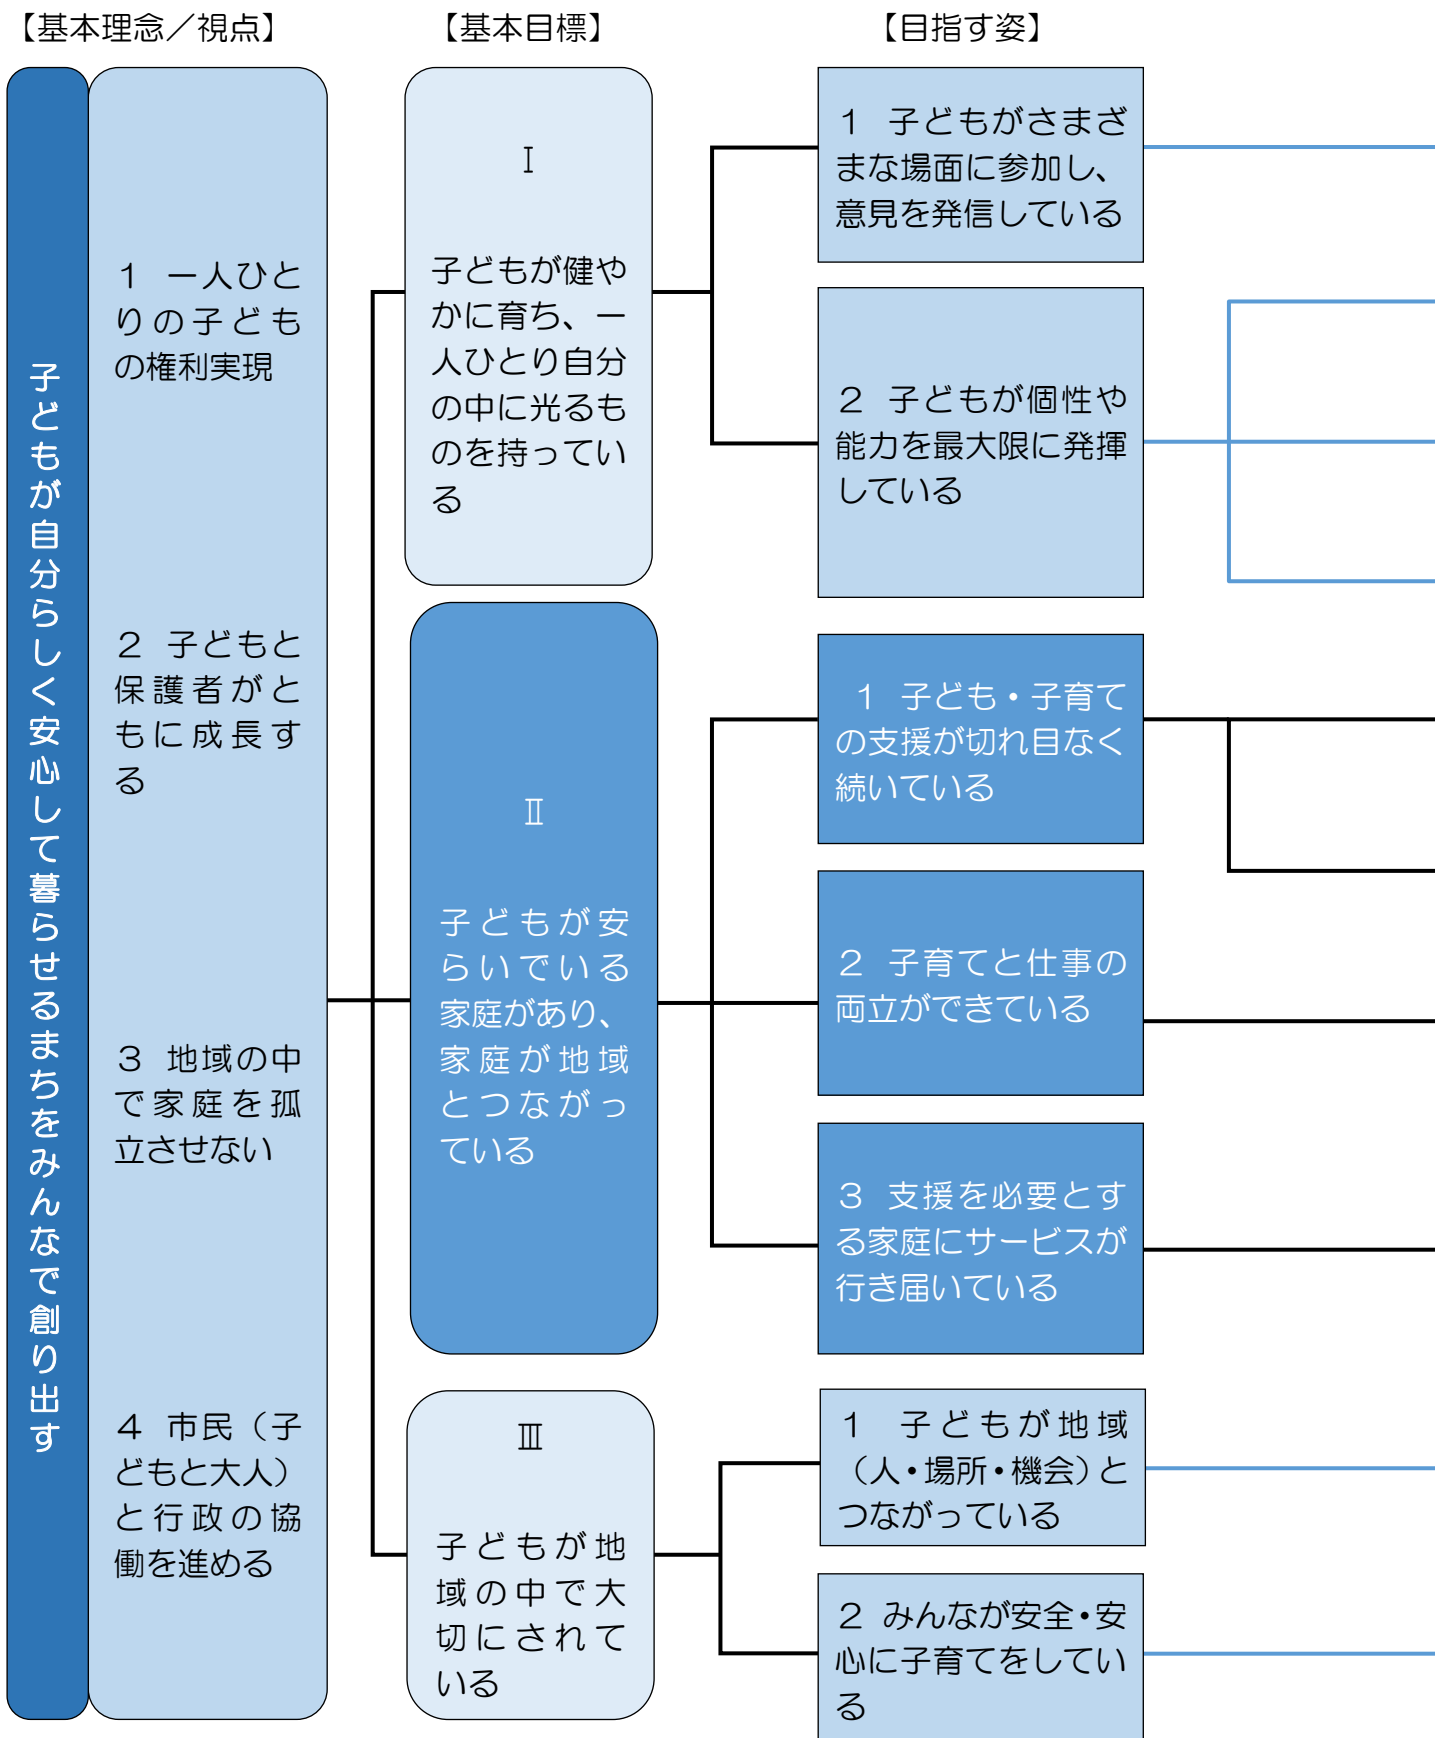 【基本理念／視点】
【基本目標】
【目指す姿】
子どもが自分らしく安心して暮らせるまちをみんなで創り出す
１　一人ひと
りの子ども
の権利実現
２　子どもと
保護者がと
もに成長す
る
３　地域の中
で家庭を孤
立させない
４　市民（子
どもと大人）
と行政の協
働を進める
Ⅰ
子どもが健や
かに育ち、一
人ひとり自分
の中に光るも
のを持ってい
る
１　子どもがさまざ
まな場面に参加し、
意見を発信している
２　子どもが個性や
能力を最大限に発揮
している
Ⅱ
子どもが安
らいでいる
家庭があり、
家庭が地域
とつながっ
ている
１　子ども・子育て
の支援が切れ目なく
続いている
２　子育てと仕事の
両立ができている
３　支援を必要とす
る家庭にサービスが
行き届いている
Ⅲ
子どもが地
域の中で大
切にされて
いる
１　子どもが地域
（人・場所・機会）と
つながっている
２　みんなが安全・安
心に子育てをしてい
る